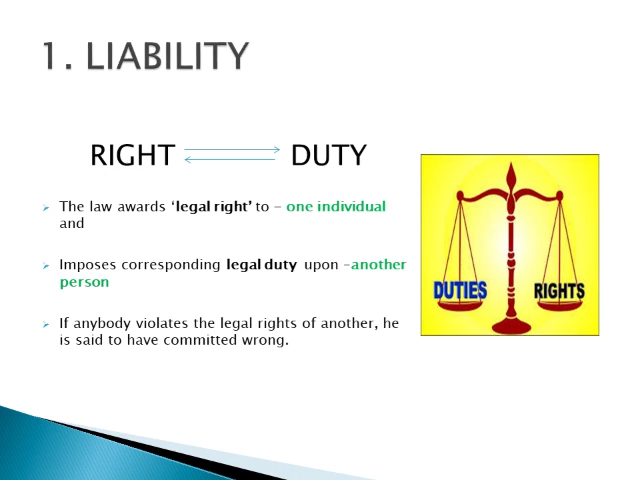 1. LIABILITY
RIGHT DUTY
The law awards ‘legal right’ to - one individual
and
Imposes corresponding legal duty upon -another
person
If anybody violates the legal rights of another, he
is said to have committed wrong.
DUTIES RIGHTS